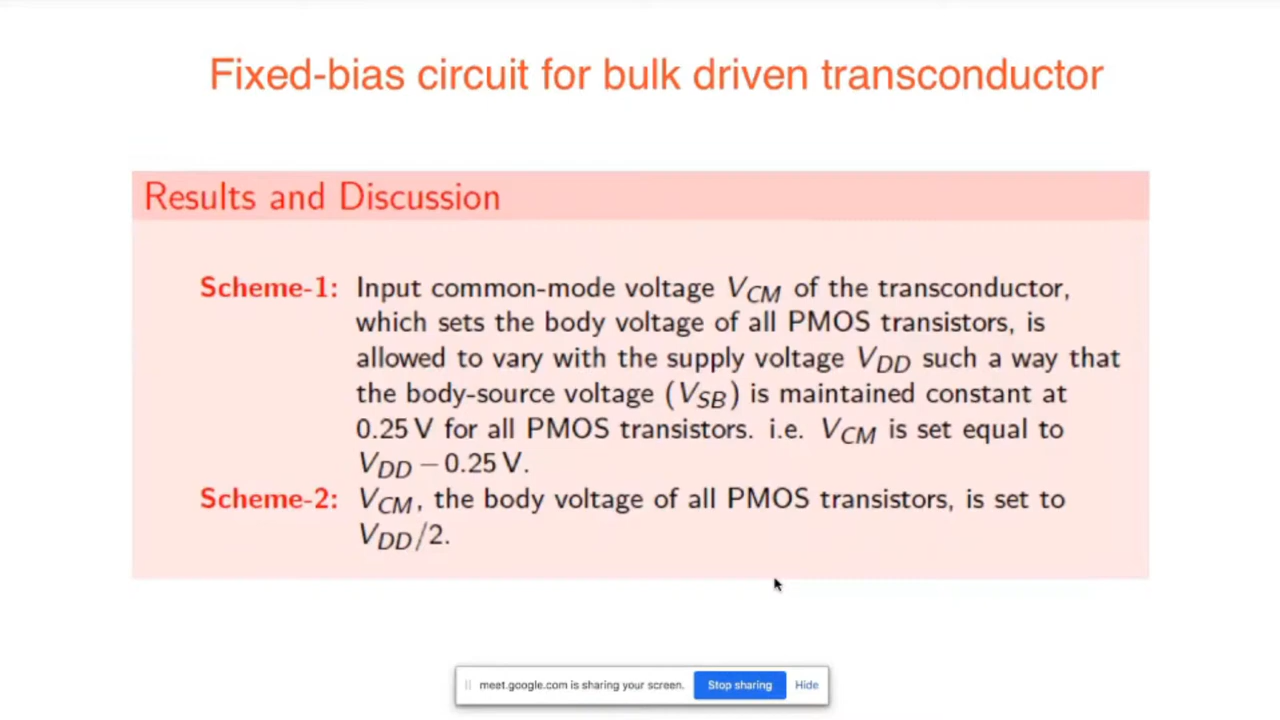 Fixed-bias circuit for bulk driven transconductor
Results and Discussion
Scheme-1: Input common-mode voltage V_CM of the transconductor,
which sets the body voltage of all PMOS transistors, is
allowed to vary with the supply voltage V_DD such a way that
the body-source voltage (V_SB) is maintained constant at
0.25 V for all PMOS transistors. i.e. V_CM is set equal to
V_DD − 0.25 V.
Scheme-2: V_CM, the body voltage of all PMOS transistors, is set to
V_DD/2.
meet.google.com is sharing your screen. Stop sharing Hide